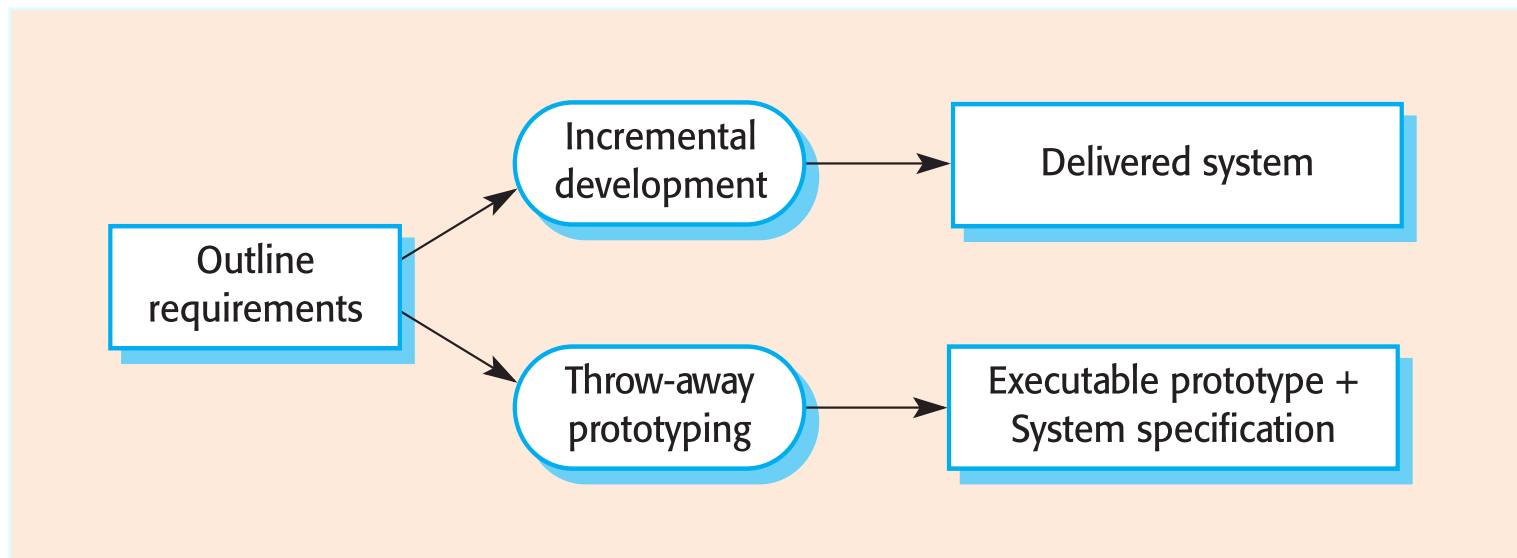 Outline
requirements
Incremental
development
Delivered system
Throw-away
prototyping
Executable prototype +
System specification